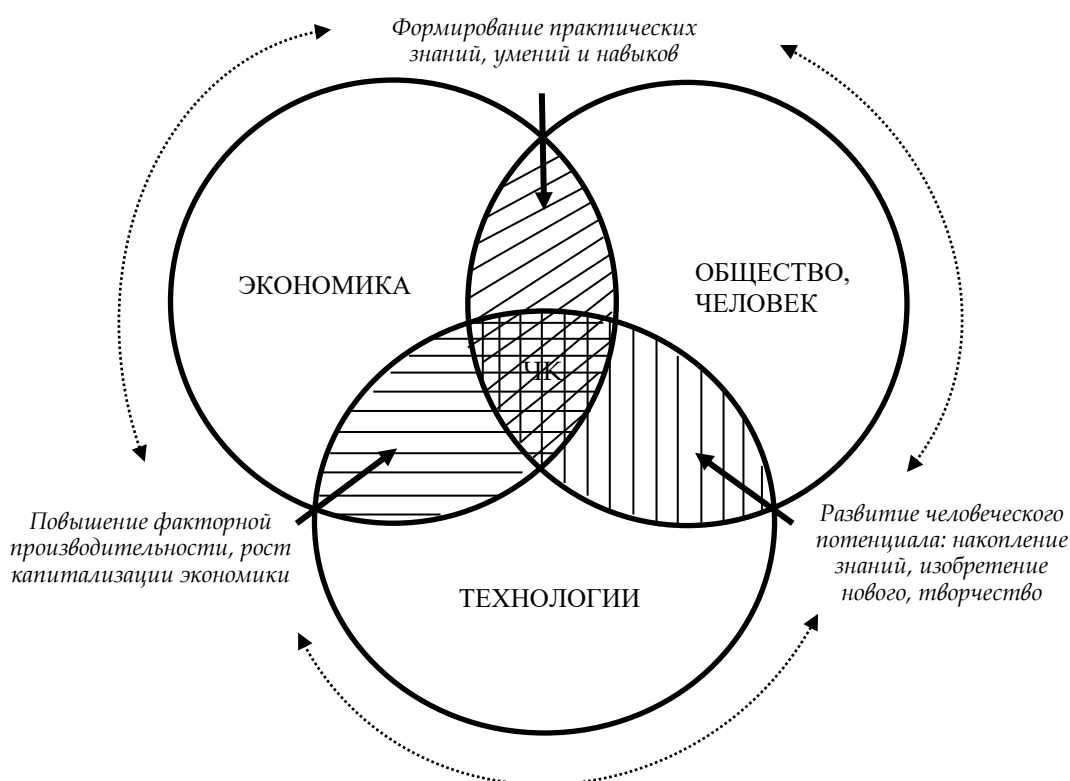 Формирование практических
знаний, умений и навыков
ЭКОНОМИКА
ОБЩЕСТВО,
ЧЕЛОВЕК
ЧК
Повышение факторной
производительности, рост
капитализации экономики
Развитие человеческого
потенциала: накопление
знаний, изобретение
нового, творчество
ТЕХНОЛОГИИ